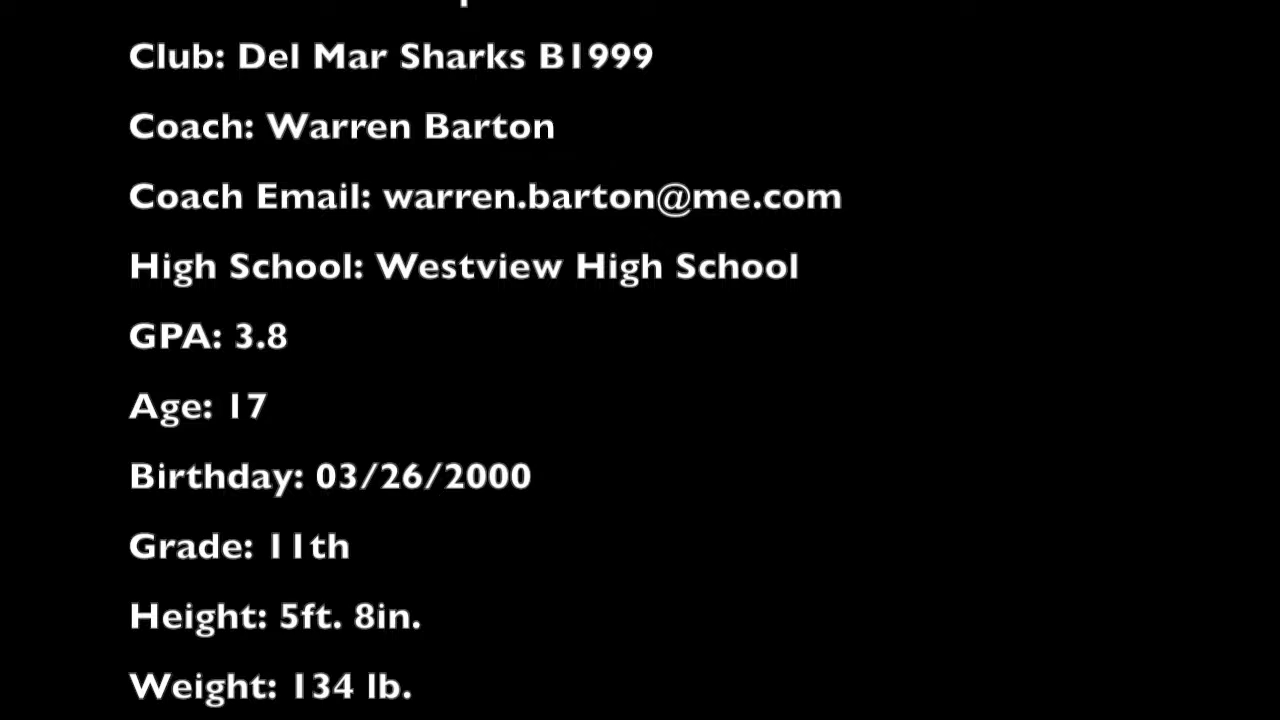 Club: Del Mar Sharks B1999
Coach: Warren Barton
Coach Email: warren.barton@me.com
High School: Westview High School
GPA: 3.8
Age: 17
Birthday: 03/26/2000
Grade: 11th
Height: 5ft. 8in.
Weight: 134 lb.